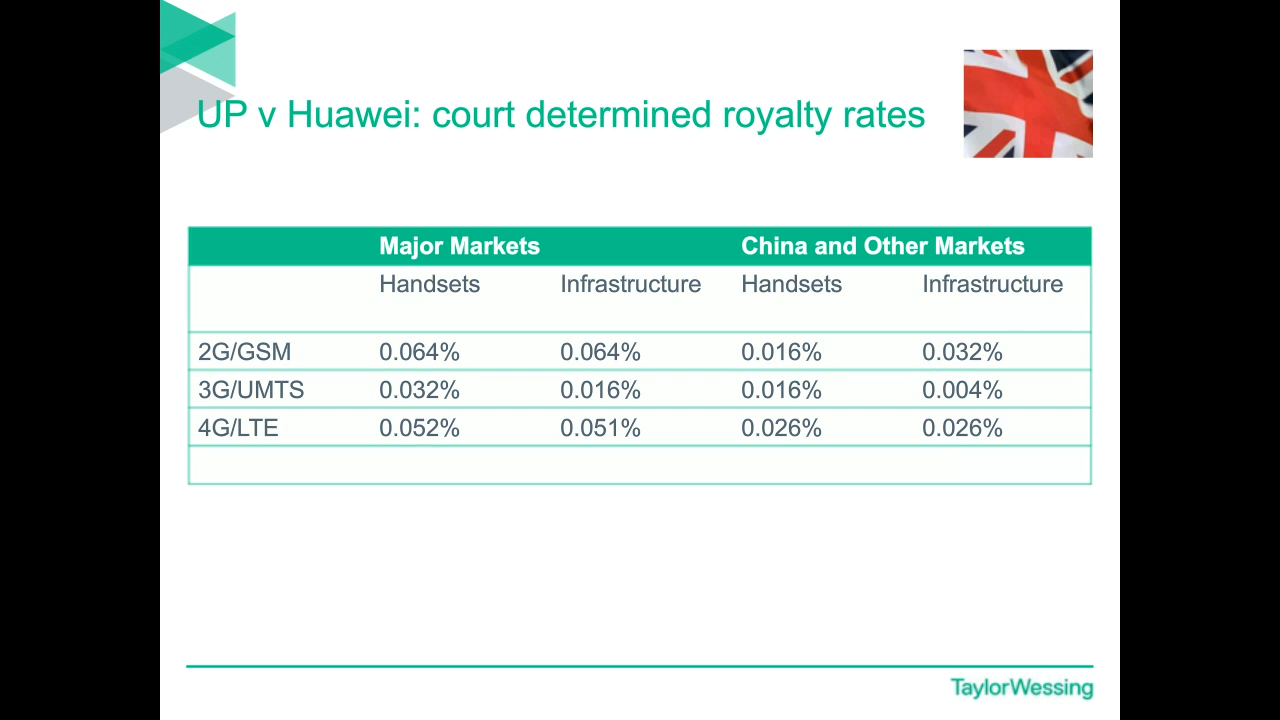 UP v Huawei: court determined royalty rates
Major Markets China and Other Markets
Handsets Infrastructure Handsets Infrastructure
2G/GSM 0.064% 0.064% 0.016% 0.032%
3G/UMTS 0.032% 0.016% 0.016% 0.004%
4G/LTE 0.052% 0.051% 0.026% 0.026%
TaylorWessing